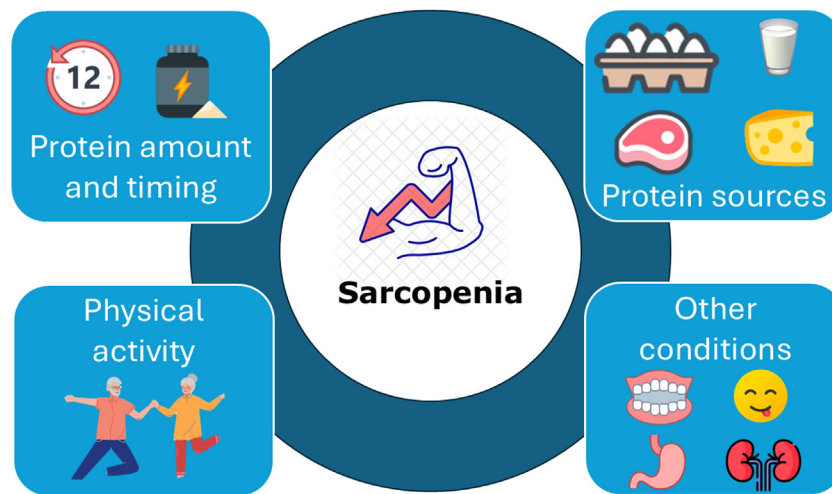 12
Protein amount
and timing
Protein sources
Sarcopenia
Physical
activity
Other
conditions